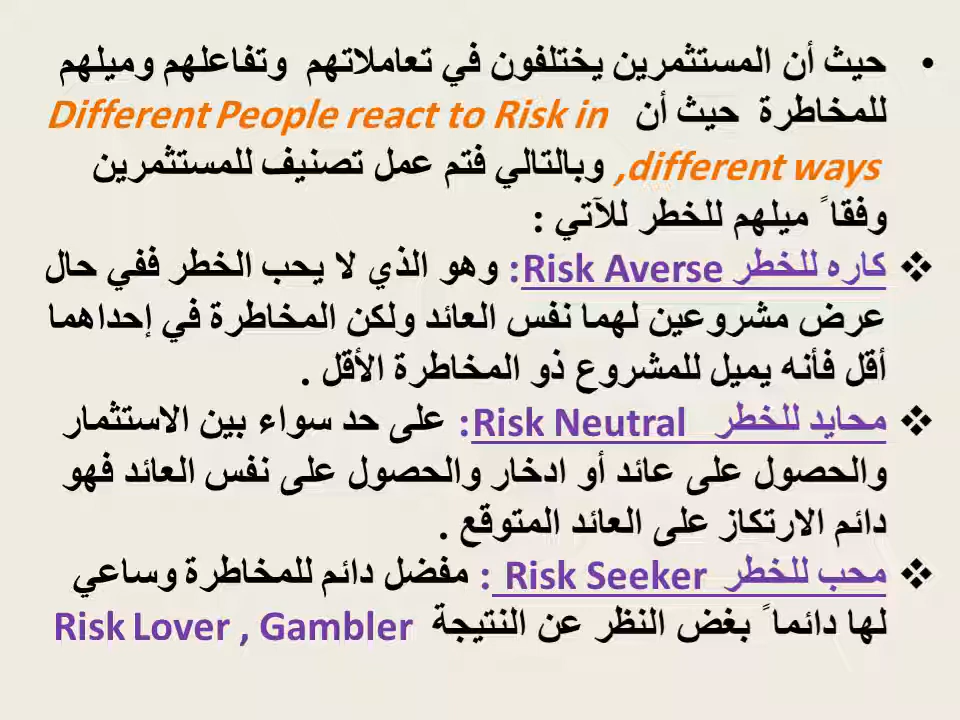 • حيث أن المستثمرين يختلفون في تعاملاتهم وتفاعلهم وميلهم
للمخاطرة حيث أن Different People react to Risk in
different ways, وبالتالي فتم عمل تصنيف للمستثمرين
وفقاً ميلهم للخطر للآتي :
❖ كاره للخطر Risk Averse: وهو الذي لا يحب الخطر ففي حال
عرض مشروعين لهما نفس العائد ولكن المخاطرة في إحداهما
أقل فأنه يميل للمشروع ذو المخاطرة الأقل .
❖ محايد للخطر Risk Neutral: على حد سواء بين الاستثمار
والحصول على عائد أو ادخار والحصول على نفس العائد فهو
دائم الارتكاز على العائد المتوقع .
❖ محب للخطر Risk Seeker : مفضل دائم للمخاطرة وساعي
لها دائماً بغض النظر عن النتيجة Risk Lover , Gambler